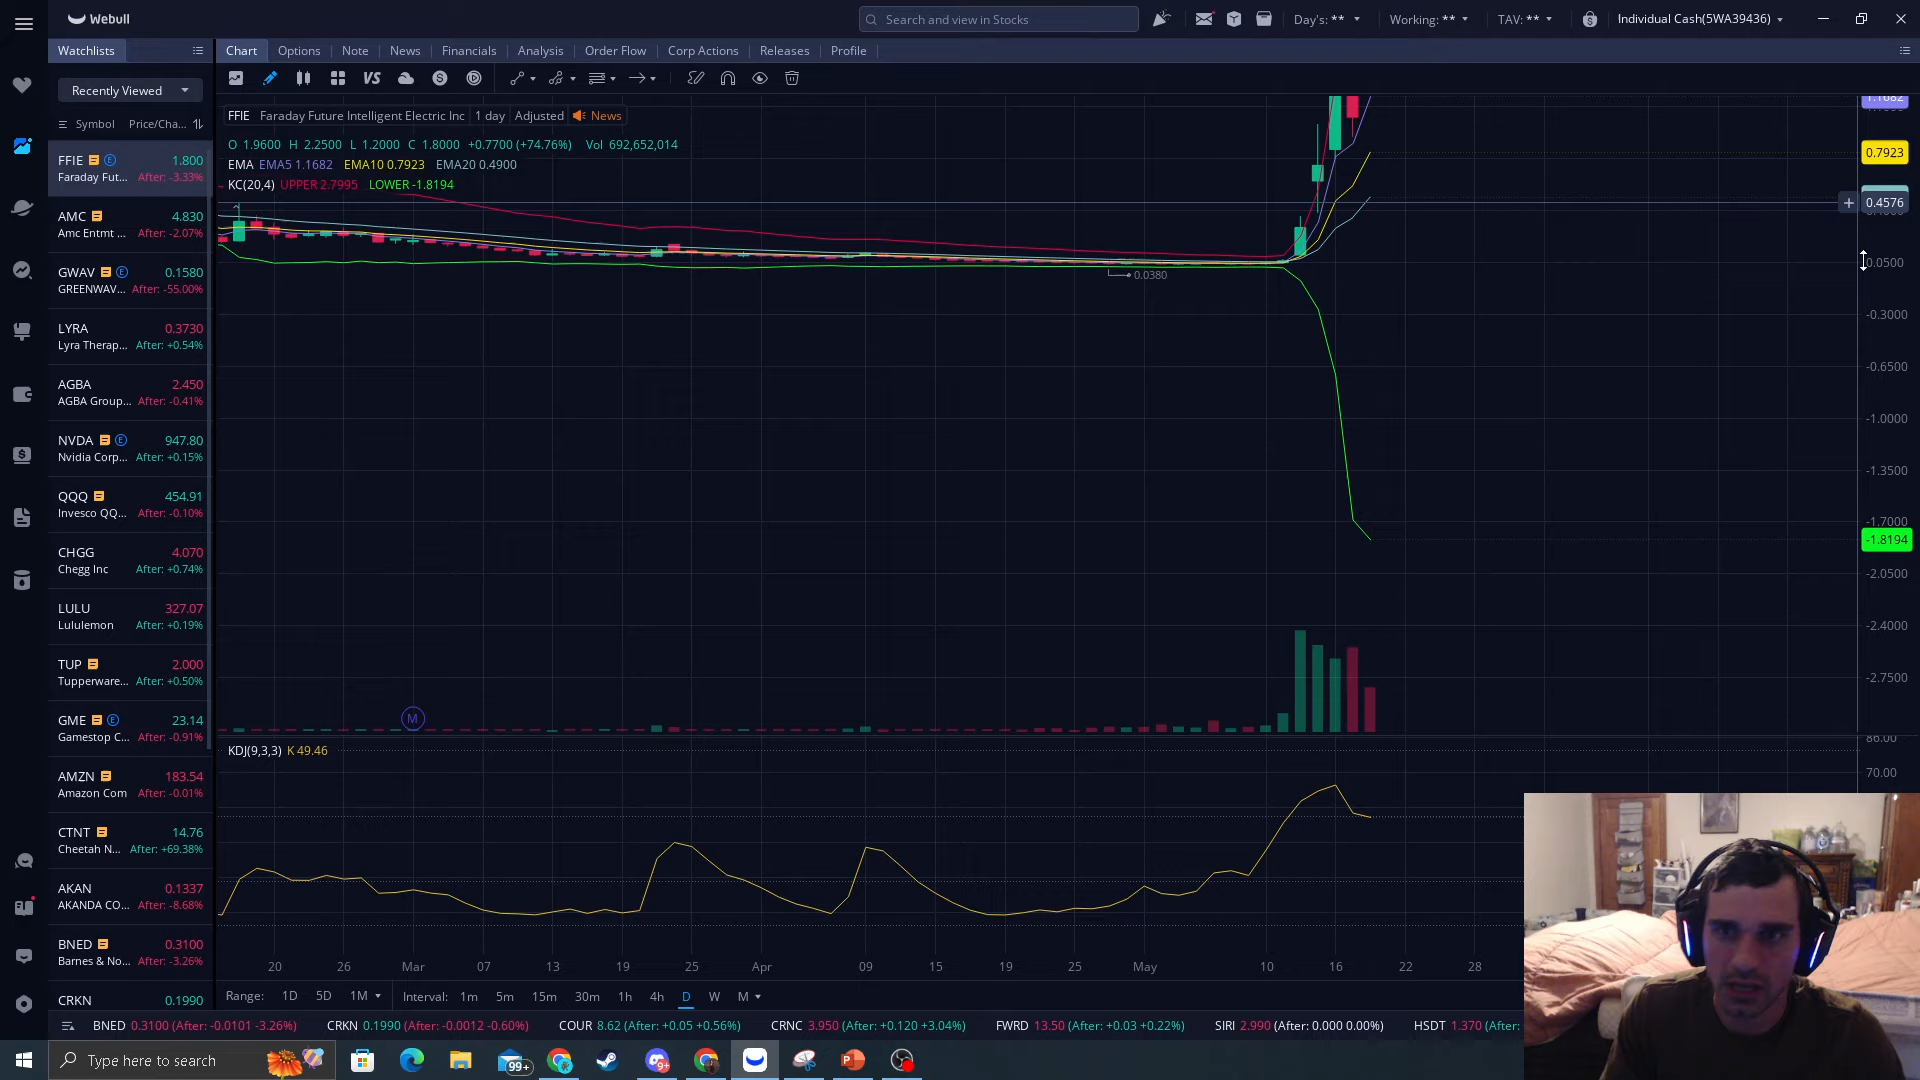 Webull
Search and view in Stocks
Day's: **
Working: **
TAV: **
Individual Cash(5WA39436)
Watchlists
Chart Options Note News Financials Analysis Order Flow Corp Actions Releases Profile
VS
Recently Viewed
Symbol Price/Cha...
FFIE 1.800
Faraday Fut... After: -3.33%
AMC 4.830
Amc Entmt ... After: -2.07%
GWAV 0.1580
GREENWAV... After: -55.00%
LYRA 0.3730
Lyra Therap... After: +0.54%
AGBA 2.450
AGBA Group... After: -0.41%
NVDA 947.80
Nvidia Corp... After: +0.15%
QQQ 454.91
Invesco QQ... After: -0.10%
CHGG 4.070
Chegg Inc After: +0.74%
LULU 327.07
Lululemon After: +0.19%
TUP 2.000
Tupperware... After: +0.50%
GME 23.14
Gamestop C... After: -0.91%
AMZN 183.54
Amazon Com After: -0.01%
CTNT 14.76
Cheetah N... After: +69.38%
AKAN 0.1337
AKANDA CO... After: -8.68%
BNED 0.3100
Barnes & No... After: -3.26%
CRKN 0.1990
FFIE Faraday Future Intelligent Electric Inc 1 day Adjusted News
O 1.9600 H 2.2500 L 1.2000 C 1.8000 +0.7700 (+74.76%) Vol 692,652,014
EMA EMA5 1.1682 EMA10 0.7923 EMA20 0.4900
KC(20,4) UPPER 2.7995 LOWER -1.8194
0.0380
M
1.1682
0.7923
0.4576
0.0500
-0.3000
-0.6500
-1.0000
-1.3500
-1.7000
-1.8194
-2.0500
-2.4000
-2.7500
KDJ(9,3,3) K 49.46
86.00
70.00
20 26 Mar 07 13 19 25 Apr 09 15 19 25 May 10 16 22 28
Range: 1D 5D 1M Interval: 1m 5m 15m 30m 1h 4h D W M
BNED 0.3100 (After: -0.0101 -3.26%) CRKN 0.1990 (After: -0.0012 -0.60%) COUR 8.62 (After: +0.05 +0.56%) CRNC 3.950 (After: +0.120 +3.04%) FWRD 13.50 (After: +0.03 +0.22%) SIRI 2.990 (After: 0.000 0.00%) HSDT 1.370 (After:
Type here to search
99+
9+